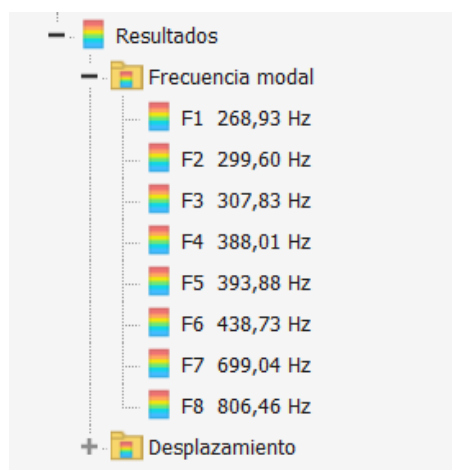 Resultados
Frecuencia modal
F1 268,93 Hz
F2 299,60 Hz
F3 307,83 Hz
F4 388,01 Hz
F5 393,88 Hz
F6 438,73 Hz
F7 699,04 Hz
F8 806,46 Hz
Desplazamiento